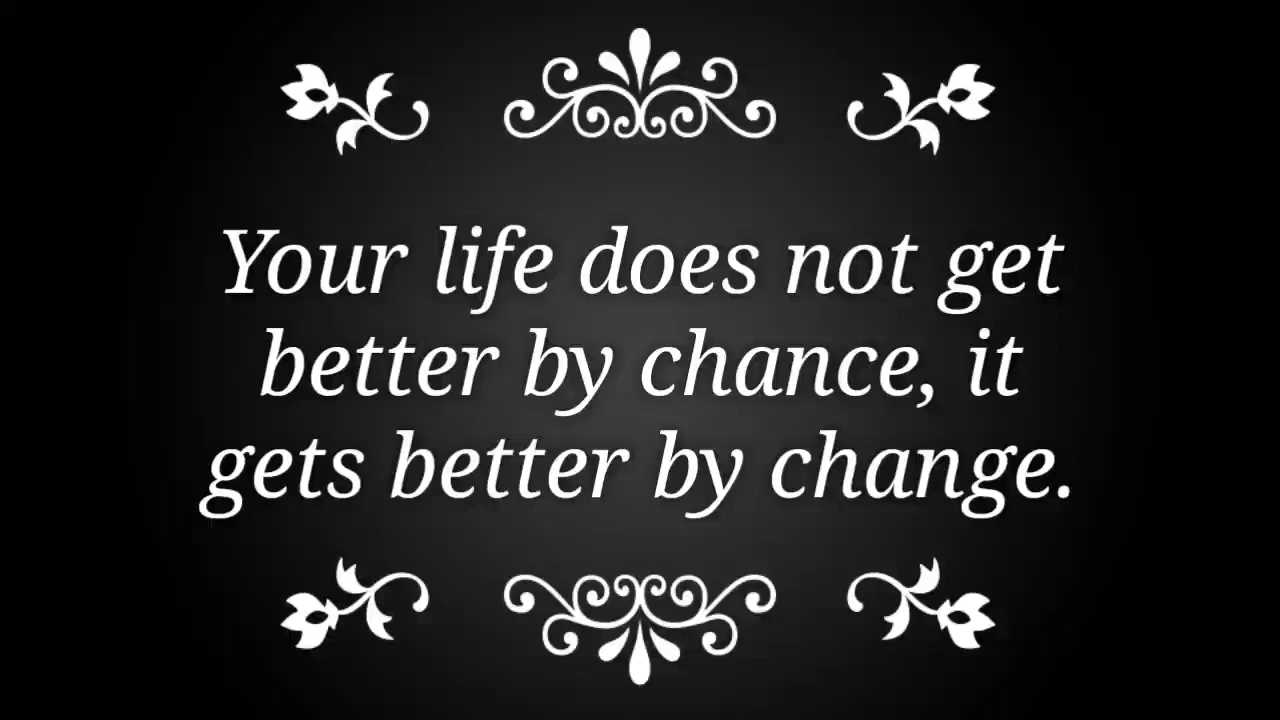 Your life does not get
better by chance, it
gets better by change.